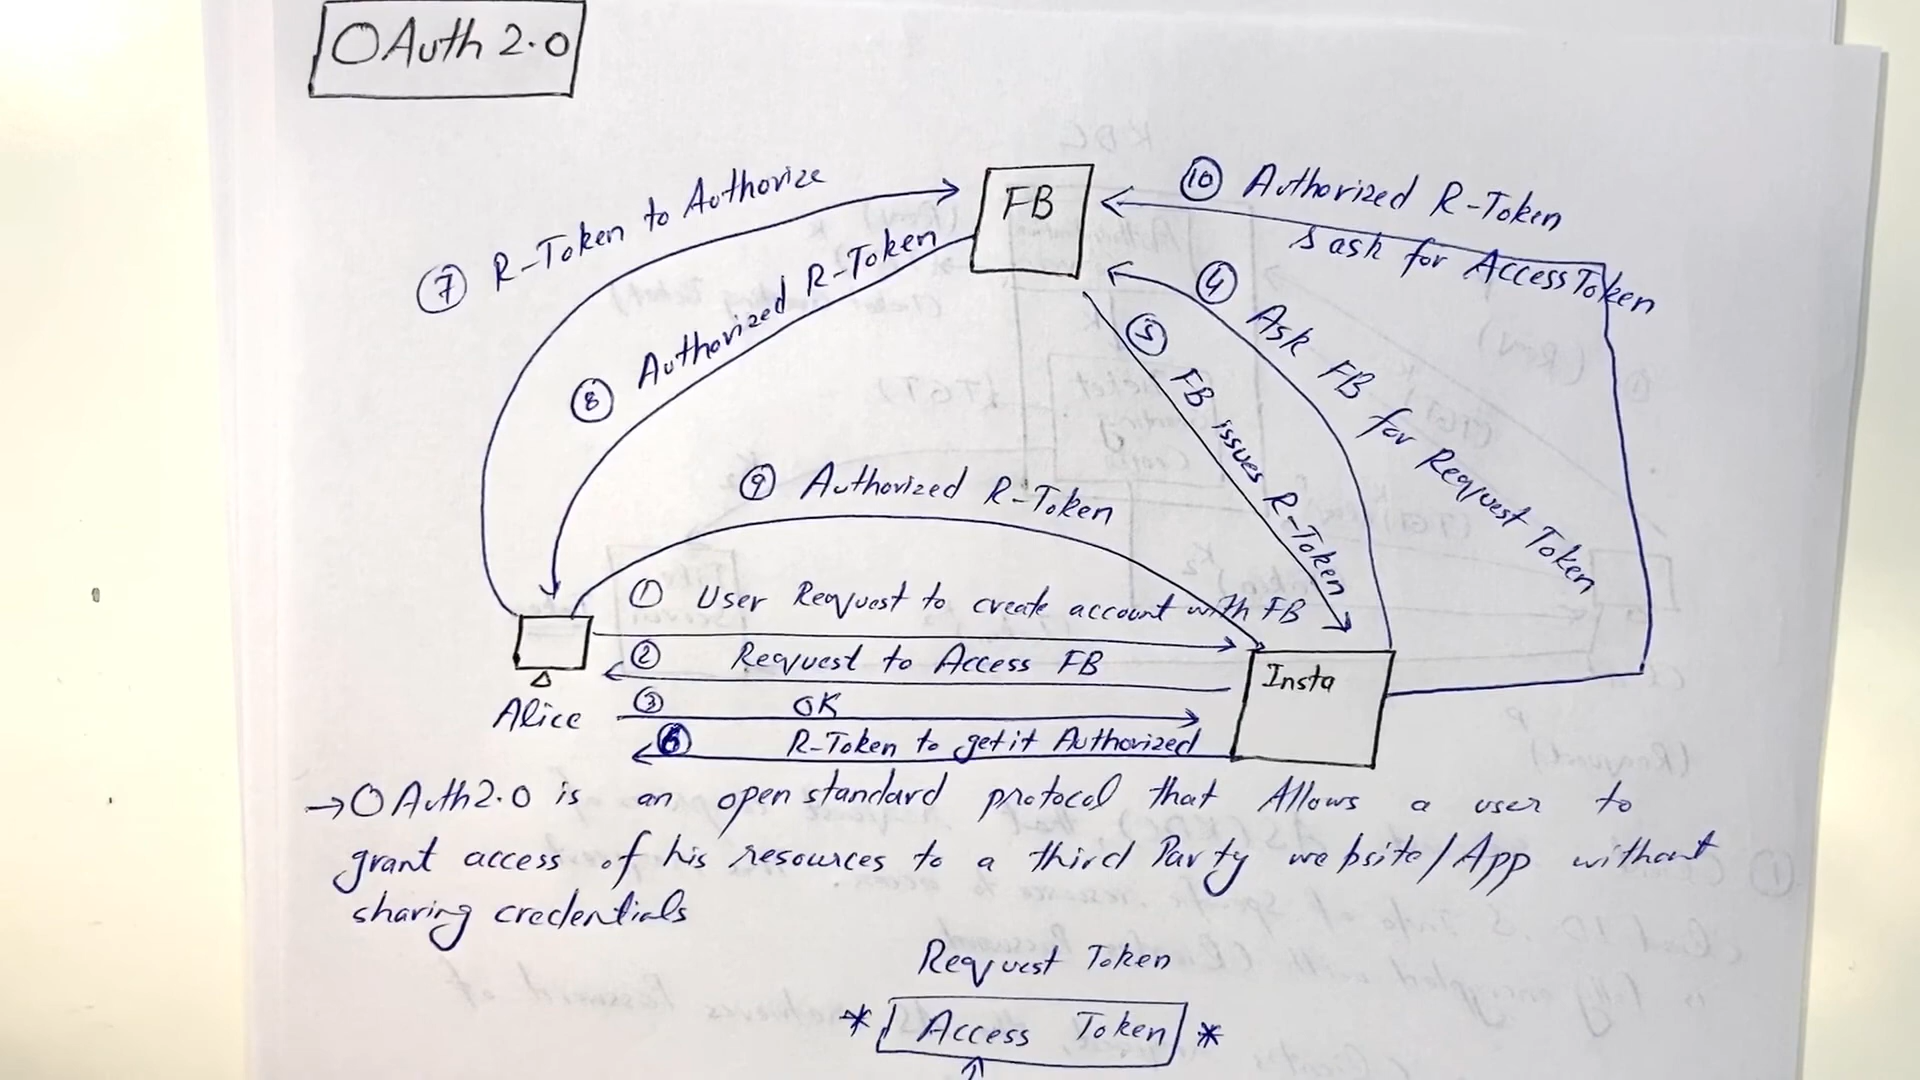 OAuth 2.0
FB
⑦ R-Token to Authorize
⑧ Authorized R-Token
⑩ Authorized R-Token
& ask for Access Token
④ Ask FB for Request Token
⑤ FB issues R-Token
⑨ Authorized R-Token
① User Request to create account with FB
② Request to Access FB
③ OK
⑥ R-Token to get it Authorized
Alice
Insta
→ OAuth2.0 is an open standard protocol that Allows a user to
grant access of his resources to a third Party website/App without
sharing credentials
Request Token
* Access Token *